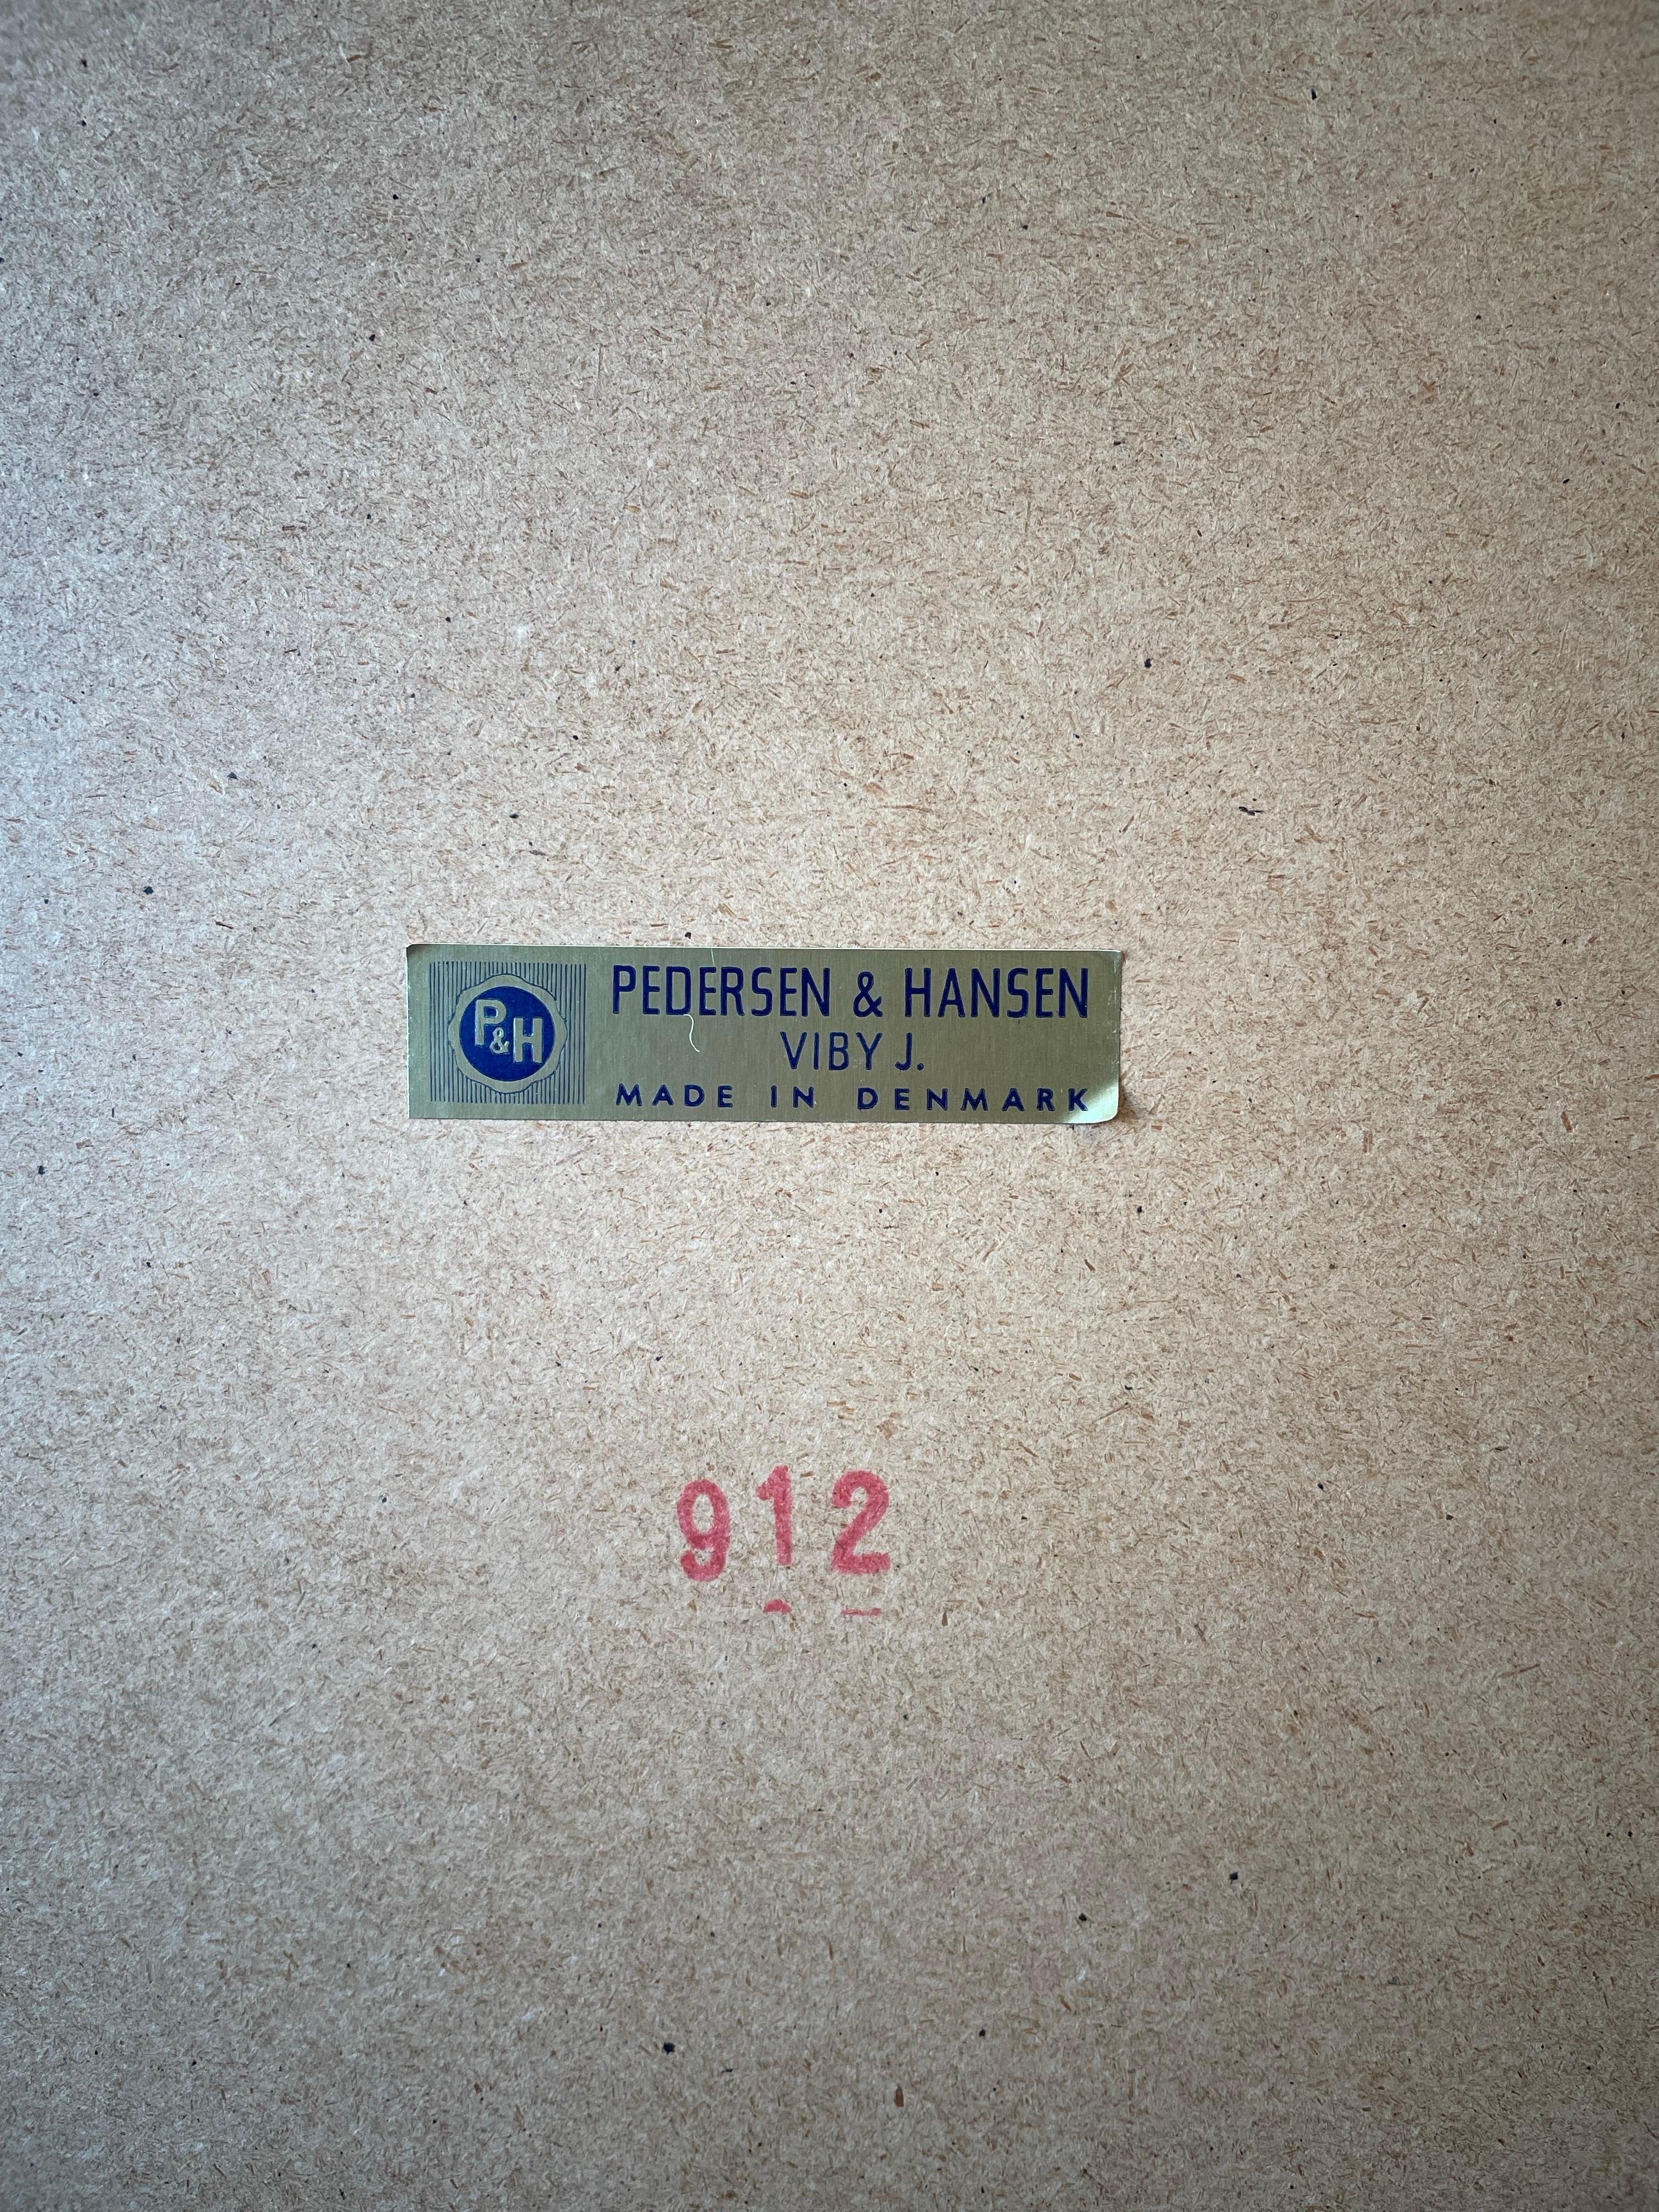 P&H
PEDERSEN & HANSEN
VIBY J.
MADE IN DENMARK
912